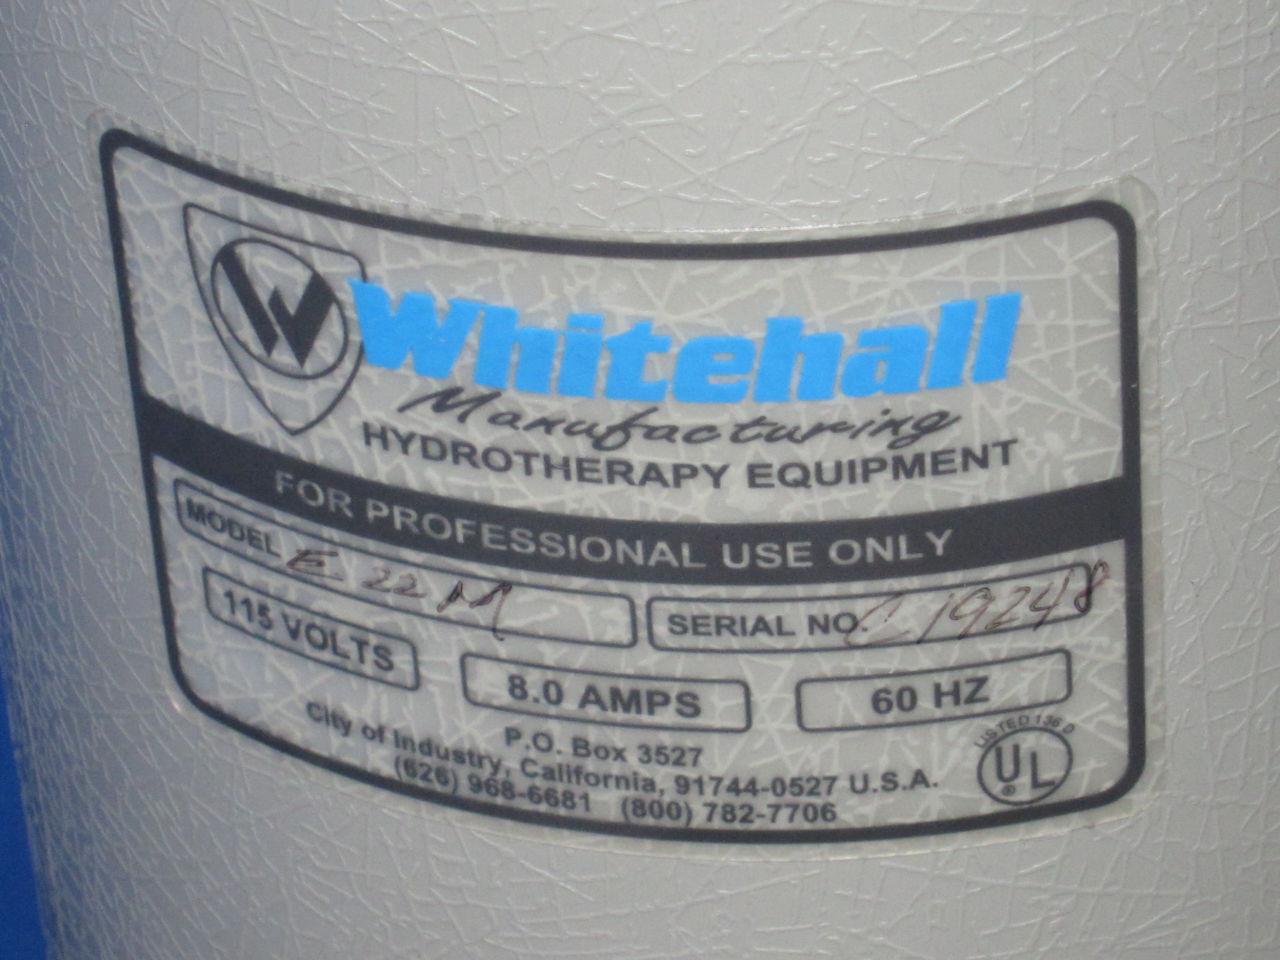 W
Whitehall
Manufacturing
HYDROTHERAPY EQUIPMENT
FOR PROFESSIONAL USE ONLY
MODEL E 22 M
SERIAL NO. C 19248
115 VOLTS
8.0 AMPS
60 HZ
P.O. Box 3527
City of Industry, California, 91744-0527 U.S.A.
(626) 968-6681 (800) 782-7706
LISTED 136 D
UL
®